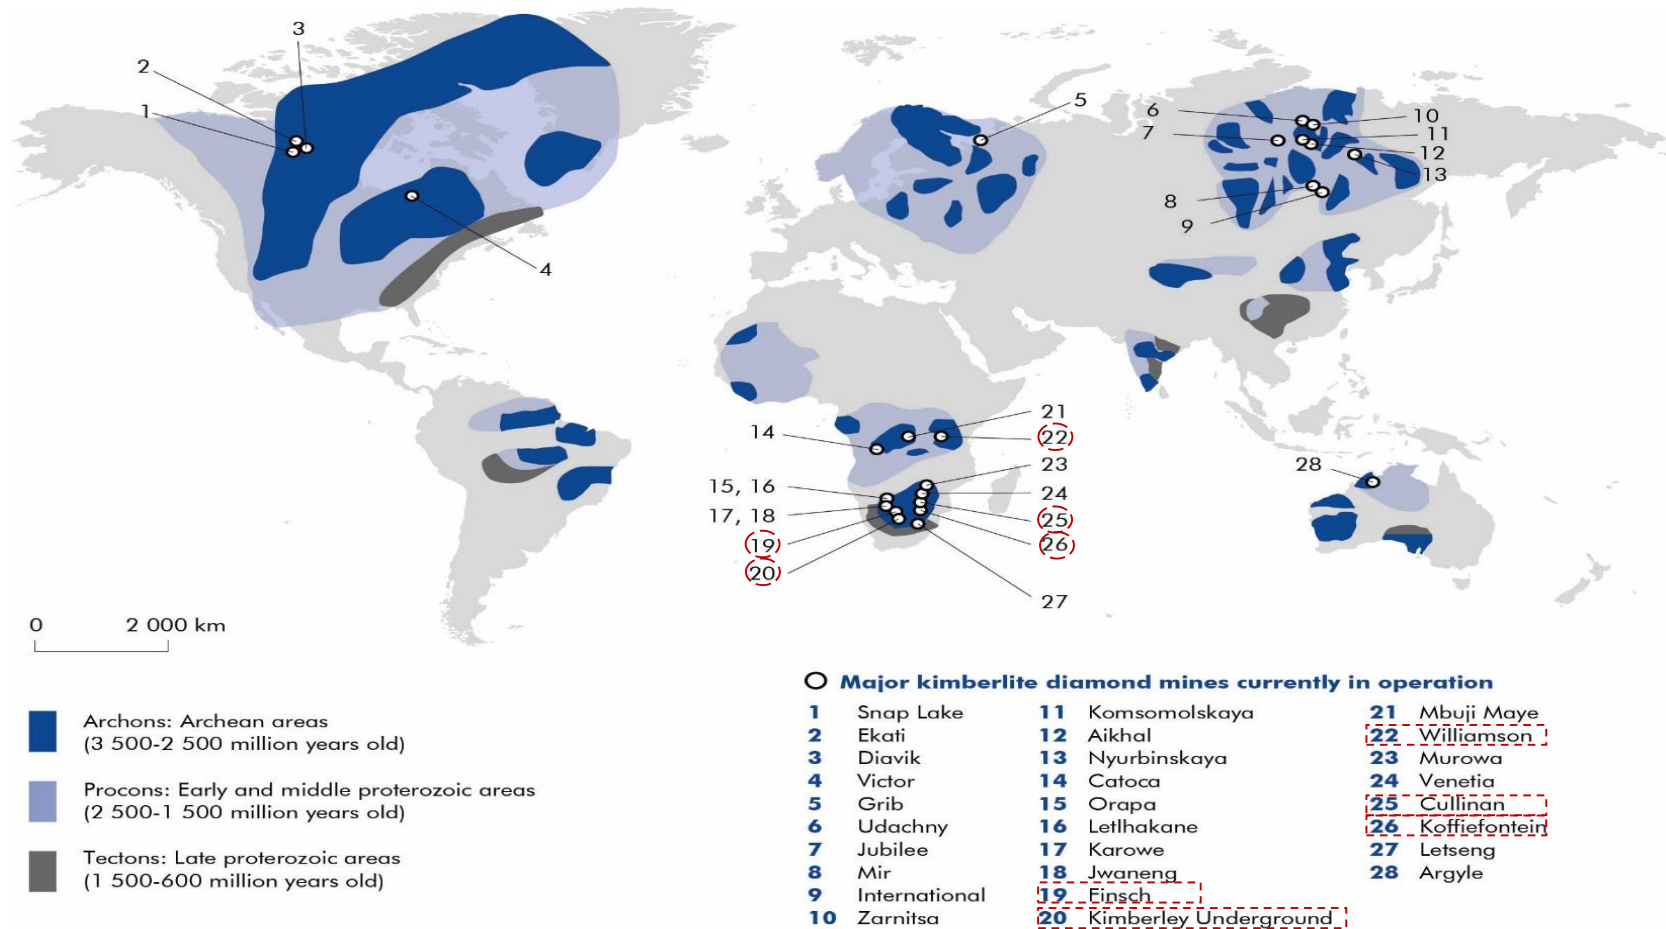 3
2
1
4
5
6
7
8
9
10
11
12
13
14
15, 16
17, 18
19
20
21
22
23
24
25
26
27
28
0 2 000 km
Archons: Archean areas
(3 500-2 500 million years old)
Procons: Early and middle proterozoic areas
(2 500-1 500 million years old)
Tectons: Late proterozoic areas
(1 500-600 million years old)
Major kimberlite diamond mines currently in operation
1 Snap Lake
2 Ekati
3 Diavik
4 Victor
5 Grib
6 Udachny
7 Jubilee
8 Mir
9 International
10 Zarnitsa
11 Komsomolskaya
12 Aikhal
13 Nyurbinskaya
14 Catoca
15 Orapa
16 Letlhakane
17 Karowe
18 Jwaneng
19 Finsch
20 Kimberley Underground
21 Mbuji Maye
22 Williamson
23 Murowa
24 Venetia
25 Cullinan
26 Koffiefontein
27 Letseng
28 Argyle